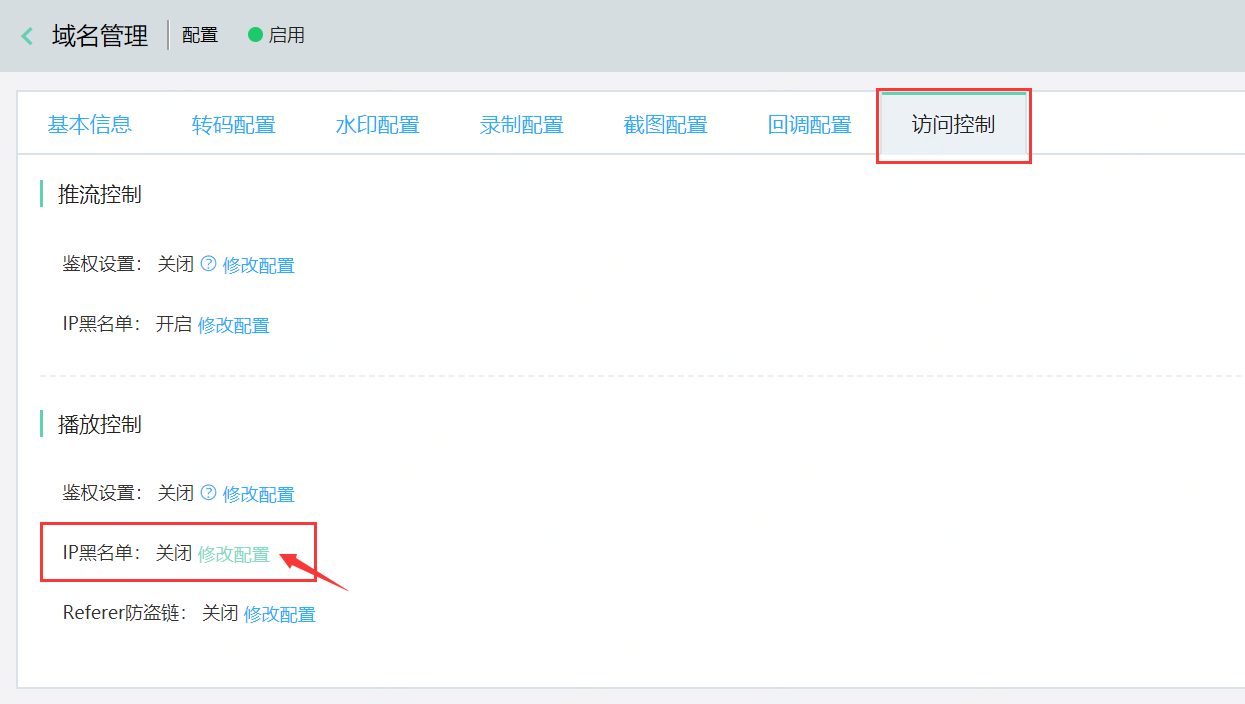 域名管理 配置 启用
基本信息 转码配置 水印配置 录制配置 截图配置 回调配置 访问控制
推流控制
鉴权设置： 关闭 ? 修改配置
IP黑名单： 开启 修改配置
播放控制
鉴权设置： 关闭 ? 修改配置
IP黑名单： 关闭 修改配置
Referer防盗链： 关闭 修改配置